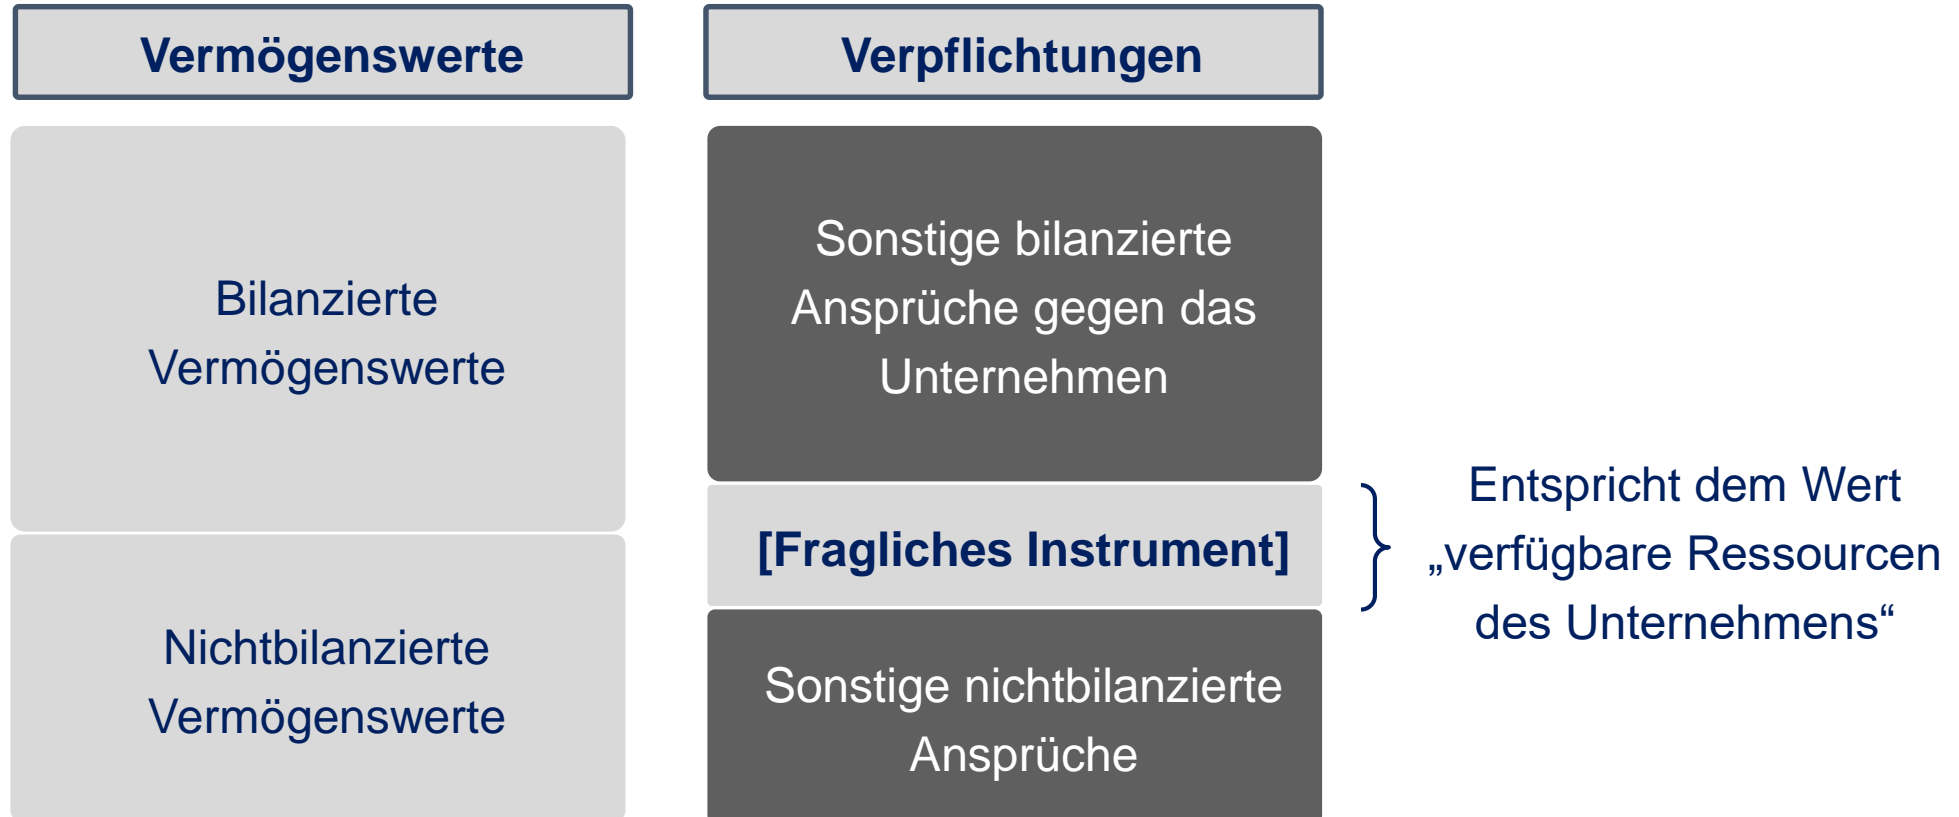 Vermögenswerte
Verpflichtungen
Bilanzierte
Vermögenswerte
Nichtbilanzierte
Vermögenswerte
Sonstige bilanzierte
Ansprüche gegen das
Unternehmen
[Fragliches Instrument]
Sonstige nichtbilanzierte
Ansprüche
Entspricht dem Wert
„verfügbare Ressourcen
des Unternehmens“